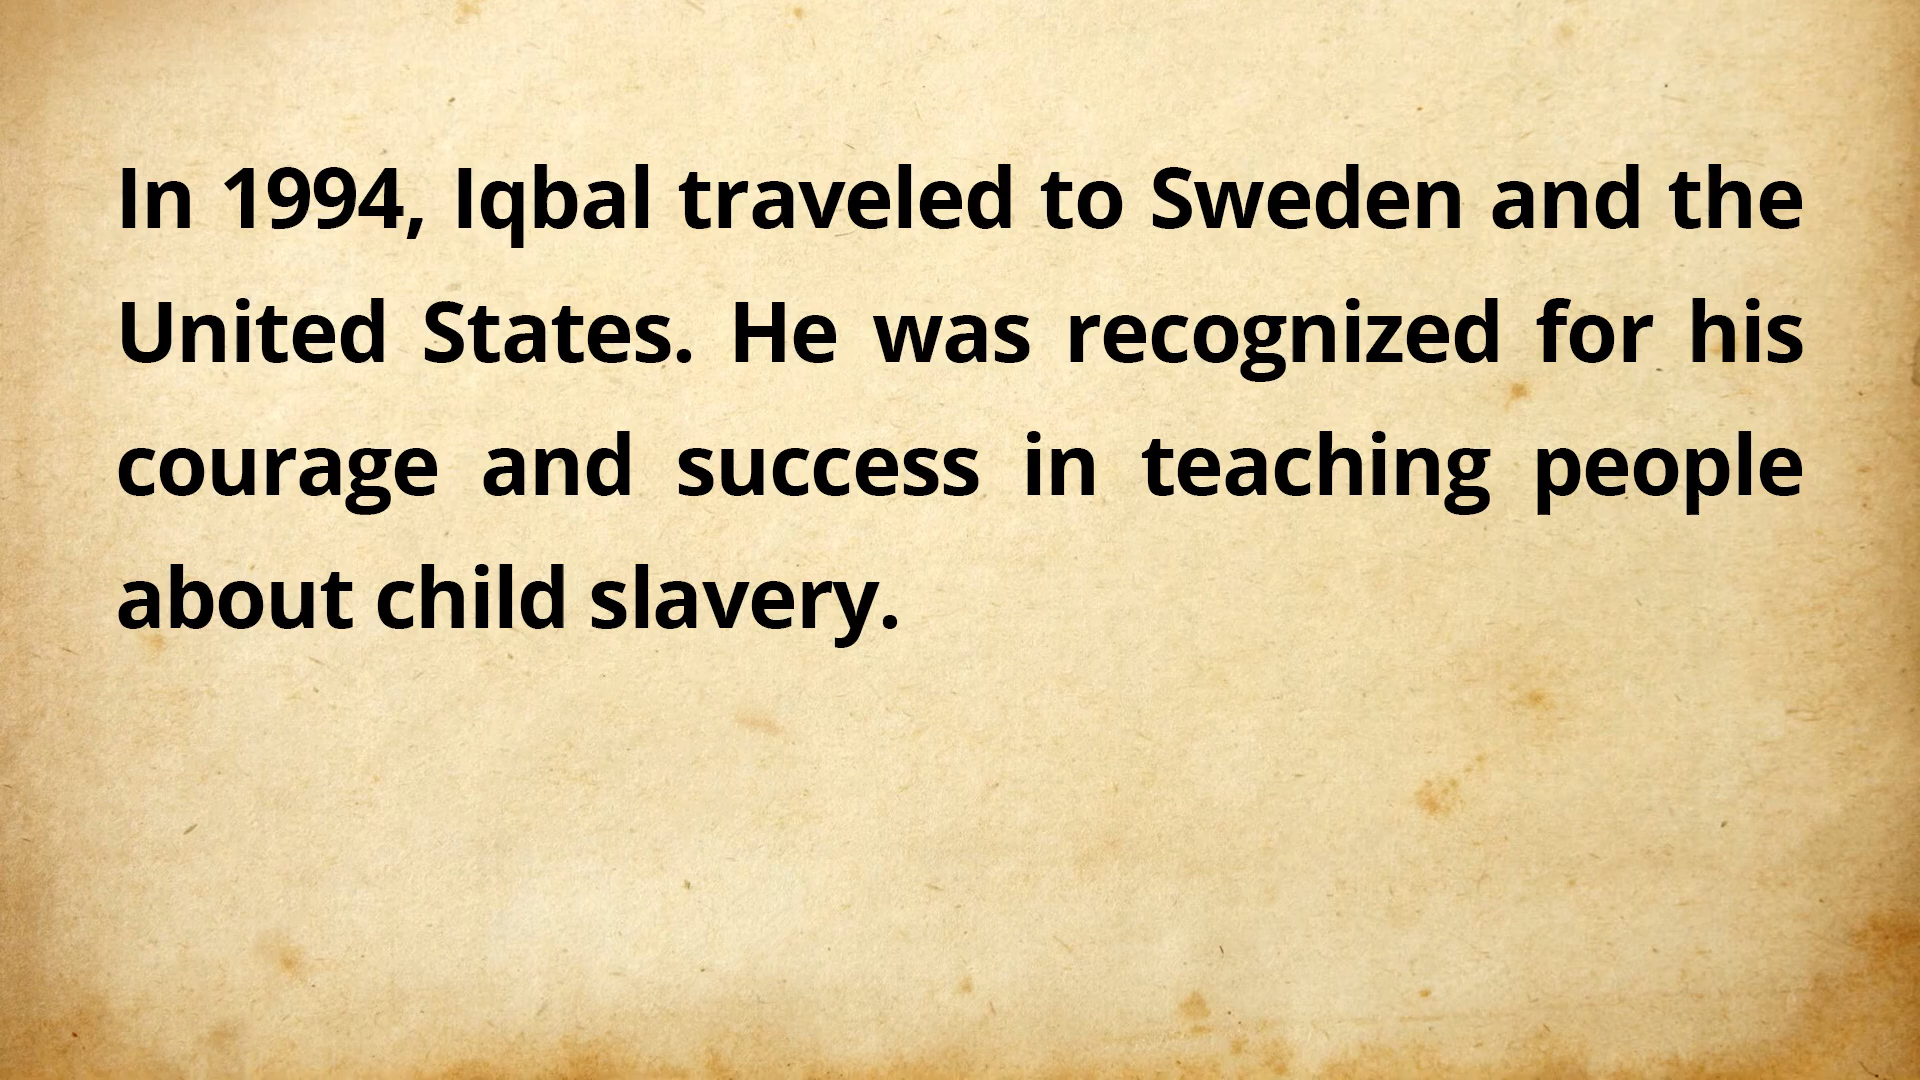 In 1994, Iqbal traveled to Sweden and the
United States. He was recognized for his
courage and success in teaching people
about child slavery.